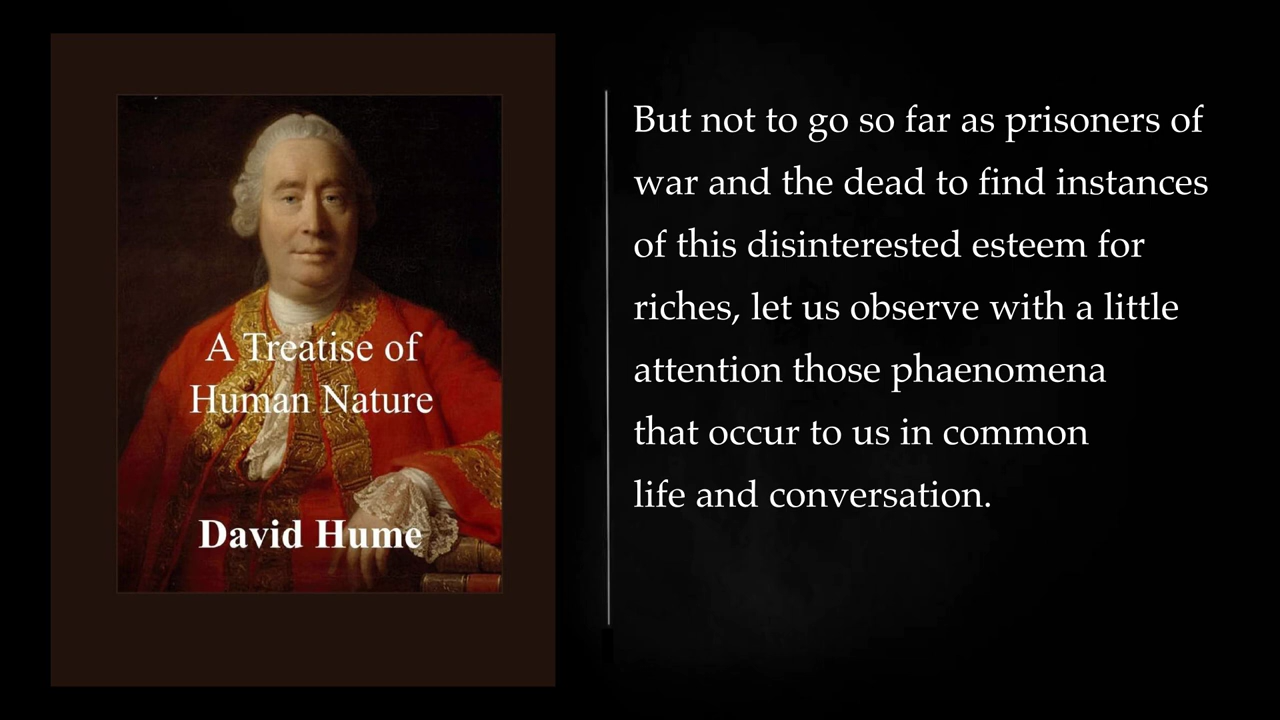 A Treatise of
Human Nature
David Hume
But not to go so far as prisoners of
war and the dead to find instances
of this disinterested esteem for
riches, let us observe with a little
attention those phaenomena
that occur to us in common
life and conversation.